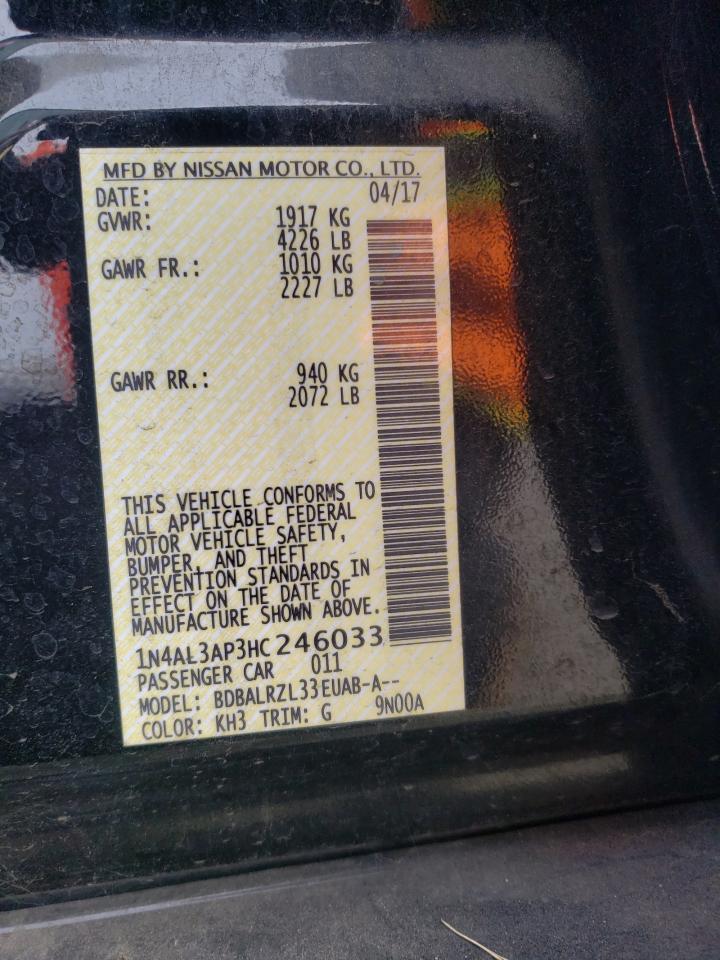 MFD BY NISSAN MOTOR CO., LTD.
DATE: 04/17
GVWR: 1917 KG
4226 LB
GAWR FR.: 1010 KG
2227 LB
GAWR RR.: 940 KG
2072 LB
THIS VEHICLE CONFORMS TO
ALL APPLICABLE FEDERAL
MOTOR VEHICLE SAFETY,
BUMPER, AND THEFT
PREVENTION STANDARDS IN
EFFECT ON THE DATE OF
MANUFACTURE SHOWN ABOVE.
1N4AL3AP3HC246033
PASSENGER CAR 011
MODEL: BDBALRZL33EUAB-A--
COLOR: KH3 TRIM: G 9N00A